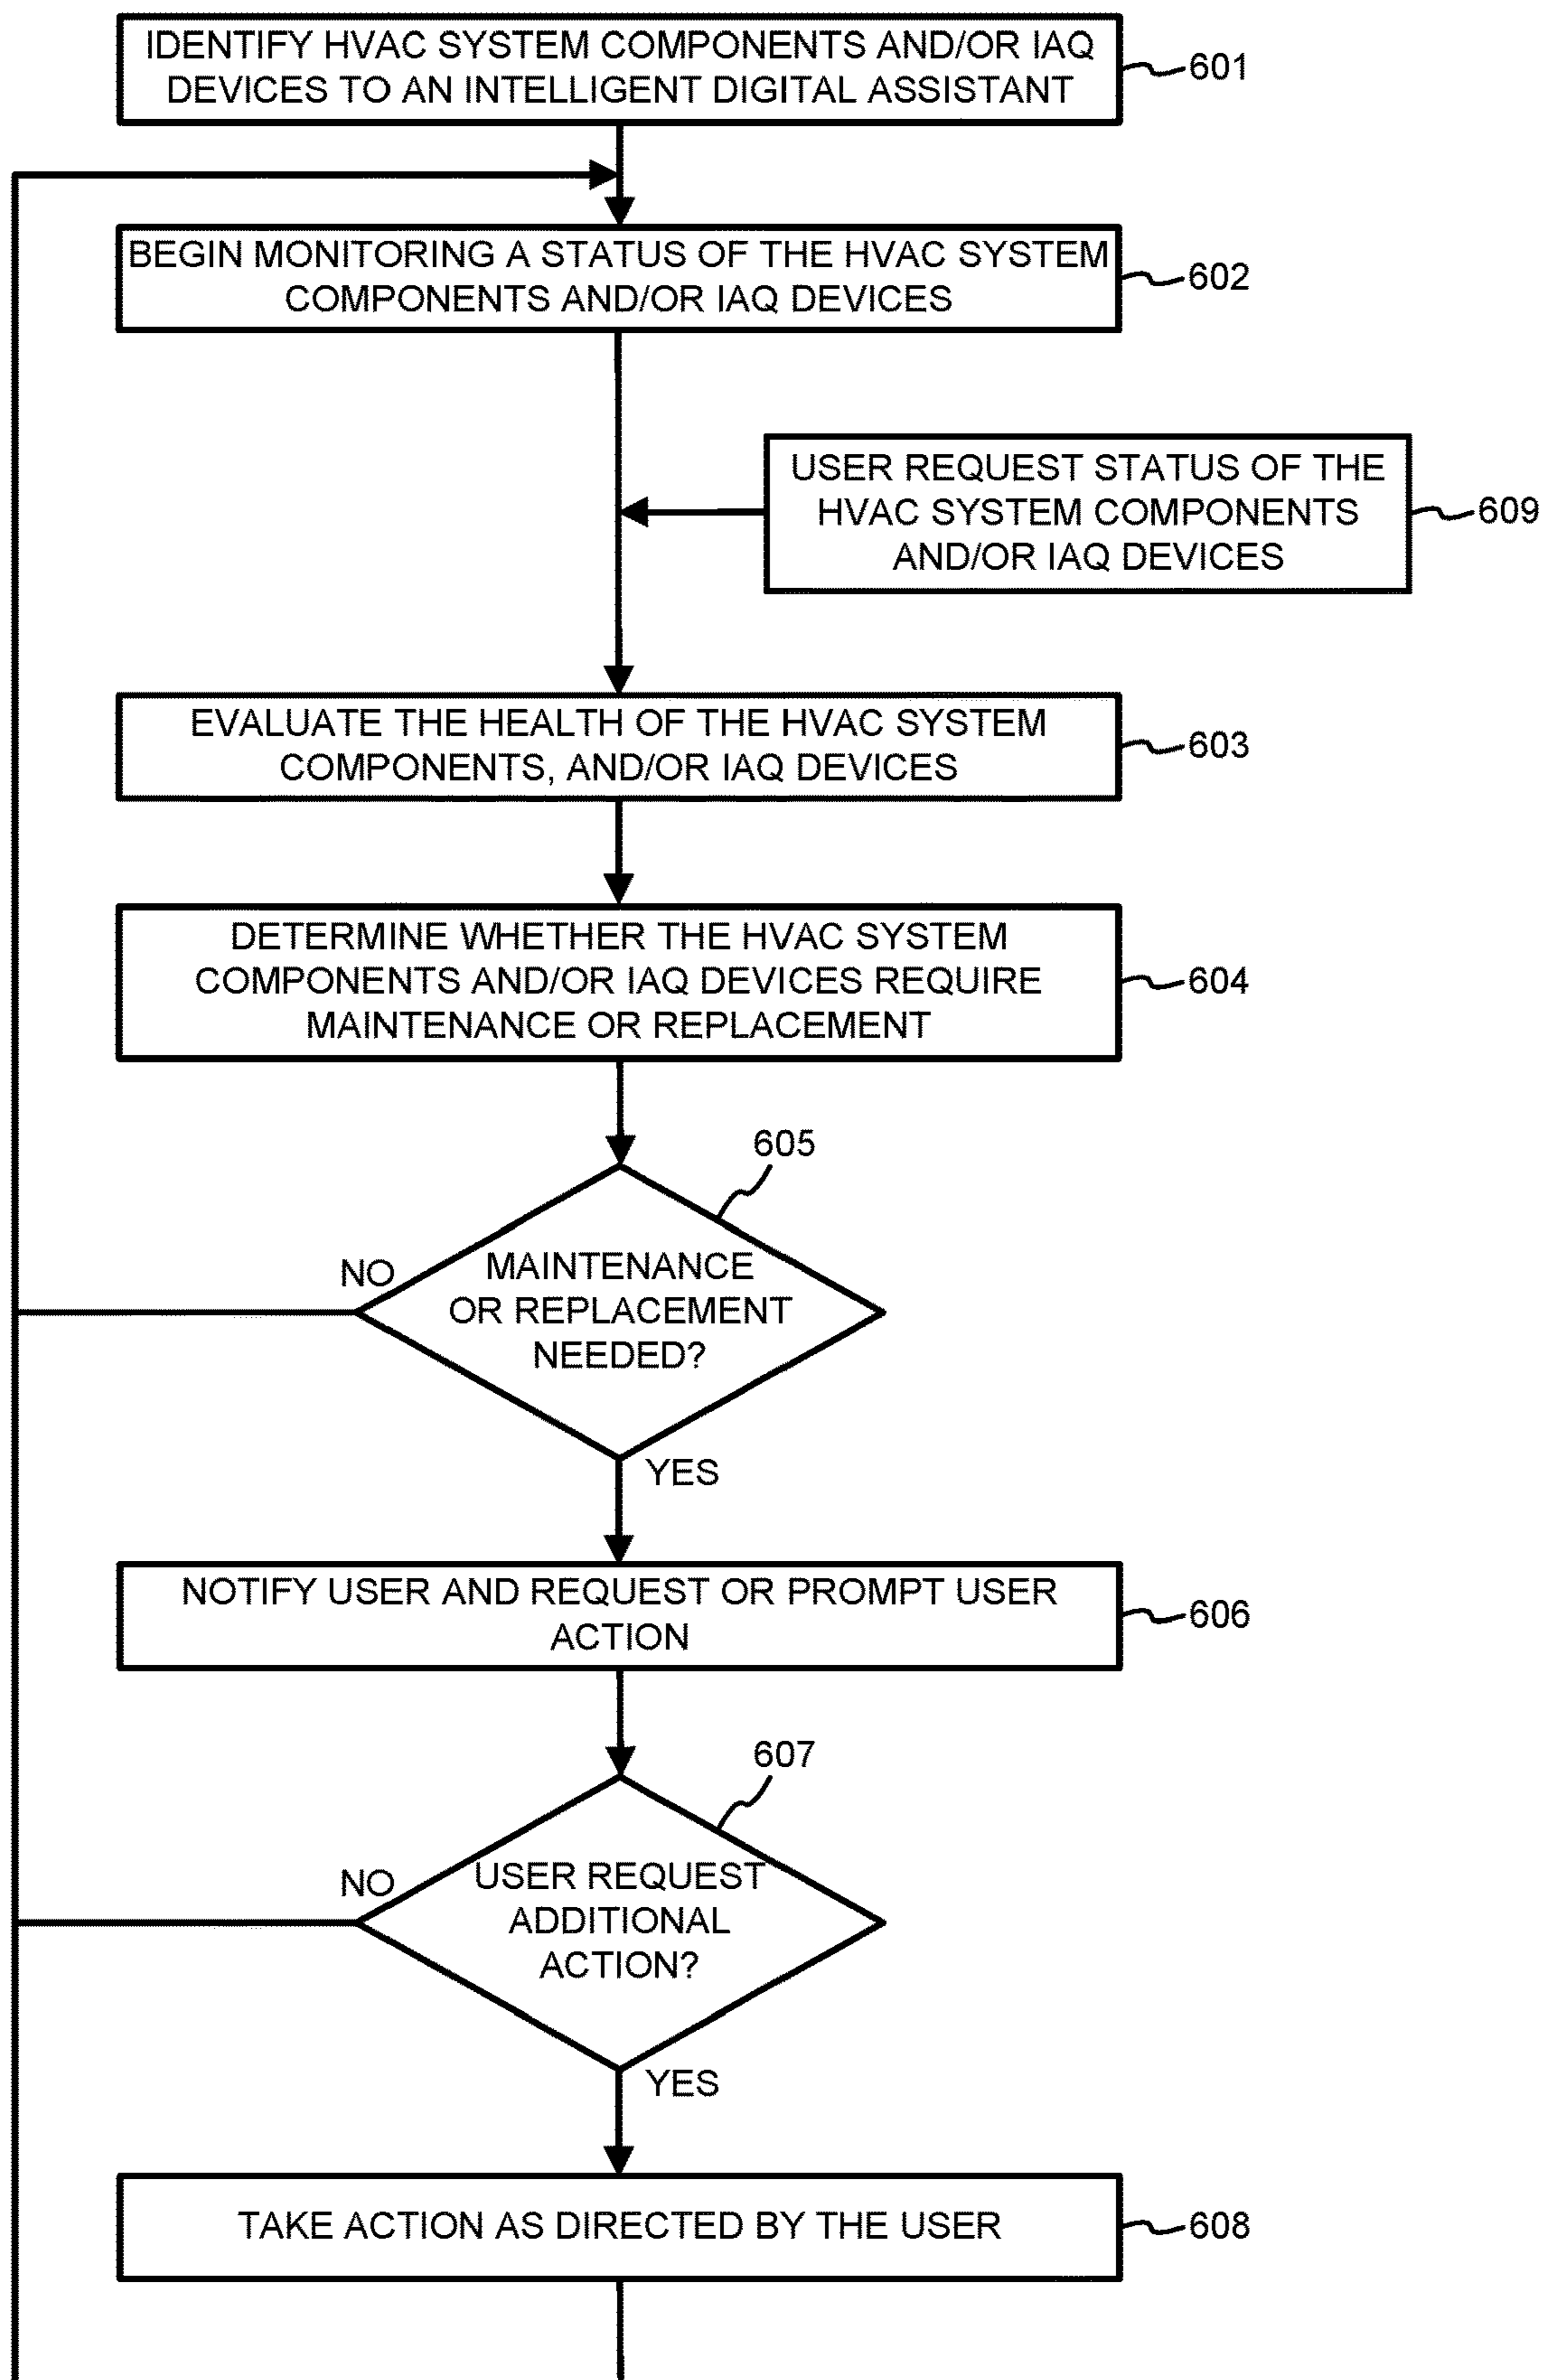 IDENTIFY HVAC SYSTEM COMPONENTS AND/OR IAQ
DEVICES TO AN INTELLIGENT DIGITAL ASSISTANT
601
BEGIN MONITORING A STATUS OF THE HVAC SYSTEM
COMPONENTS AND/OR IAQ DEVICES
602
USER REQUEST STATUS OF THE
HVAC SYSTEM COMPONENTS
AND/OR IAQ DEVICES
609
EVALUATE THE HEALTH OF THE HVAC SYSTEM
COMPONENTS, AND/OR IAQ DEVICES
603
DETERMINE WHETHER THE HVAC SYSTEM
COMPONENTS AND/OR IAQ DEVICES REQUIRE
MAINTENANCE OR REPLACEMENT
604
605
NO
MAINTENANCE
OR REPLACEMENT
NEEDED?
YES
NOTIFY USER AND REQUEST OR PROMPT USER
ACTION
606
607
NO
USER REQUEST
ADDITIONAL
ACTION?
YES
TAKE ACTION AS DIRECTED BY THE USER
608